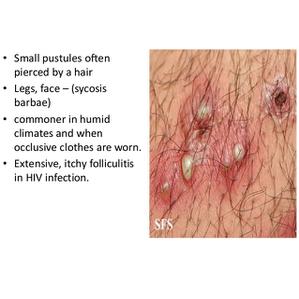 • Small pustules often
pierced by a hair
• Legs, face – (sycosis
barbae)
• commoner in humid
climates and when
occlusive clothes are worn.
• Extensive, itchy folliculitis
in HIV infection.
SFS